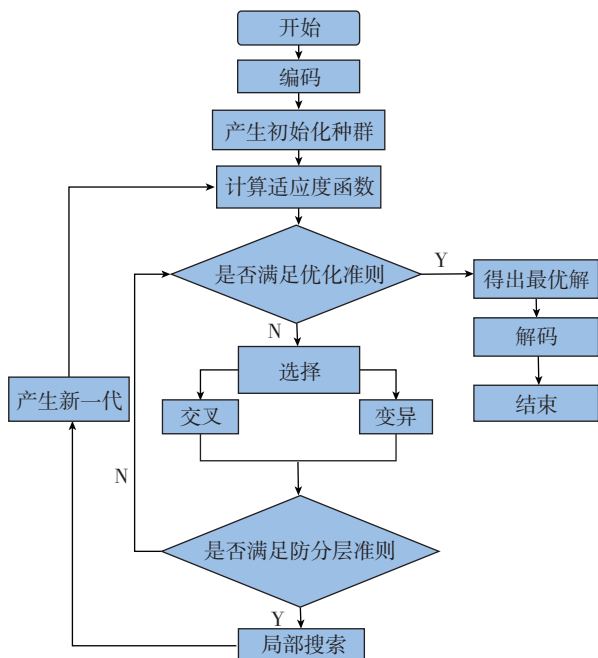 开始
编码
产生初始化种群
计算适应度函数
是否满足优化准则
Y
得出最优解
解码
结束
N
选择
交叉
变异
产生新一代
N
是否满足防分层准则
Y
局部搜索